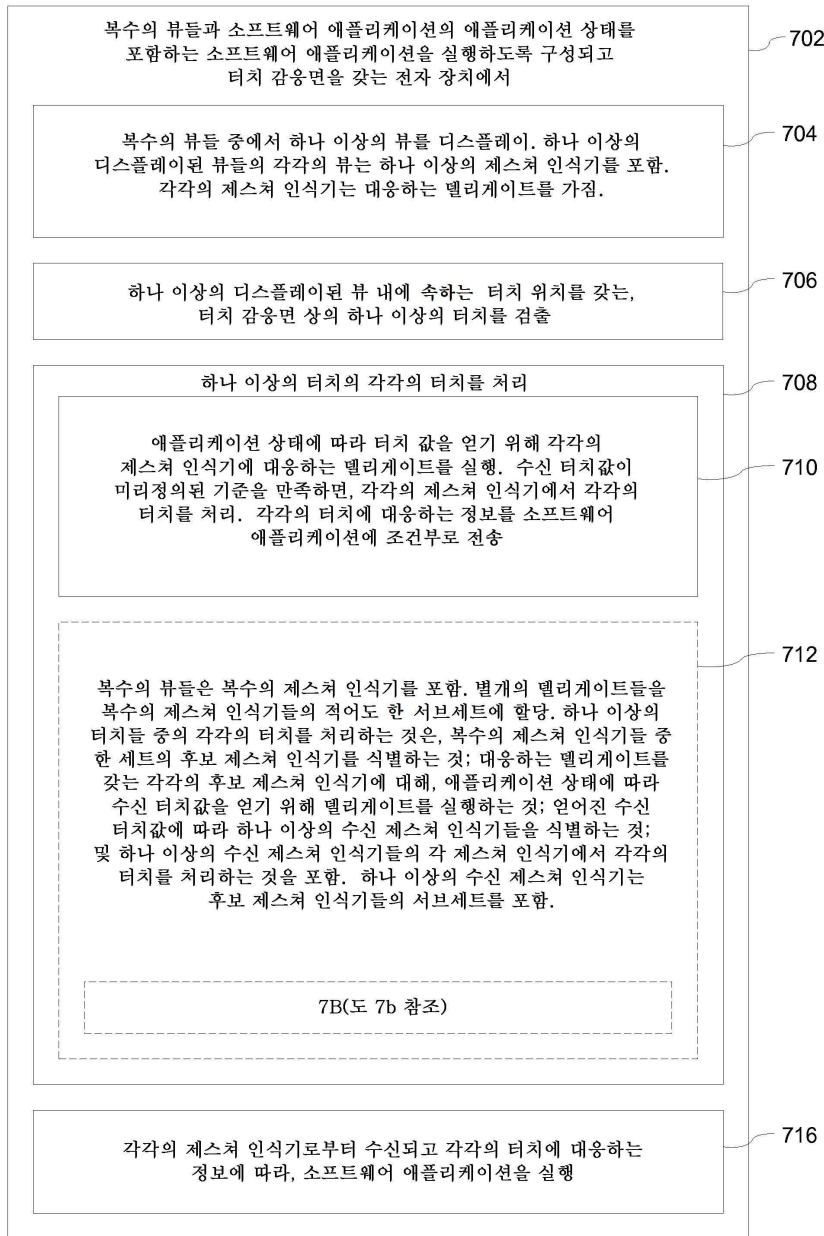 복수의 뷰들과 소프트웨어 애플리케이션의 애플리케이션 상태를
포함하는 소프트웨어 애플리케이션을 실행하도록 구성되고
터치 감응면을 갖는 전자 장치에서
702
복수의 뷰들 중에서 하나 이상의 뷰를 디스플레이. 하나 이상의
디스플레이된 뷰들의 각각의 뷰는 하나 이상의 제스쳐 인식기를 포함.
각각의 제스쳐 인식기는 대응하는 델리게이트를 가짐.
704
하나 이상의 디스플레이된 뷰 내에 속하는 터치 위치를 갖는,
터치 감응면 상의 하나 이상의 터치를 검출
706
하나 이상의 터치의 각각의 터치를 처리
708
애플리케이션 상태에 따라 터치 값을 얻기 위해 각각의
제스쳐 인식기에 대응하는 델리게이트를 실행. 수신 터치값이
미리정의된 기준을 만족하면, 각각의 제스쳐 인식기에서 각각의
터치를 처리. 각각의 터치에 대응하는 정보를 소프트웨어
애플리케이션에 조건부로 전송
710
복수의 뷰들은 복수의 제스쳐 인식기를 포함. 별개의 델리게이트들을
복수의 제스쳐 인식기들의 적어도 한 서브세트에 할당. 하나 이상의
터치들 중의 각각의 터치를 처리하는 것은, 복수의 제스쳐 인식기들 중
한 세트의 후보 제스쳐 인식기를 식별하는 것; 대응하는 델리게이트를
갖는 각각의 후보 제스쳐 인식기에 대해, 애플리케이션 상태에 따라
수신 터치값을 얻기 위해 델리게이트를 실행하는 것; 얻어진 수신
터치값에 따라 하나 이상의 수신 제스쳐 인식기들을 식별하는 것;
및 하나 이상의 수신 제스쳐 인식기들의 각 제스쳐 인식기에서 각각의
터치를 처리하는 것을 포함. 하나 이상의 수신 제스쳐 인식기는
후보 제스쳐 인식기들의 서브세트를 포함.
712
7B(도 7b 참조)
각각의 제스쳐 인식기로부터 수신되고 각각의 터치에 대응하는
정보에 따라, 소프트웨어 애플리케이션을 실행
716